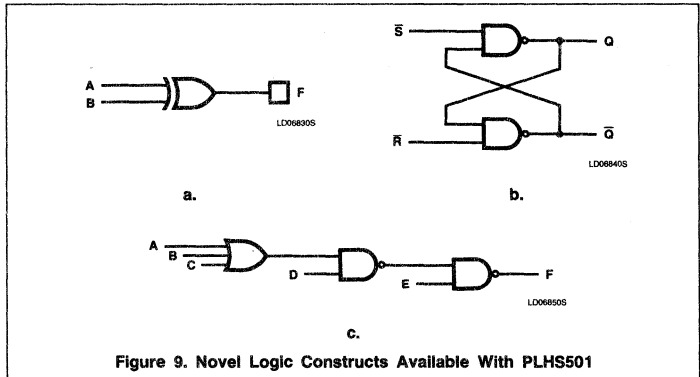 A
B
F
LD06830S
a.
S̅
R̅
Q
Q̅
LD06840S
b.
A
B
C
D
E
F
LD06850S
c.
Figure 9. Novel Logic Constructs Available With PLHS501